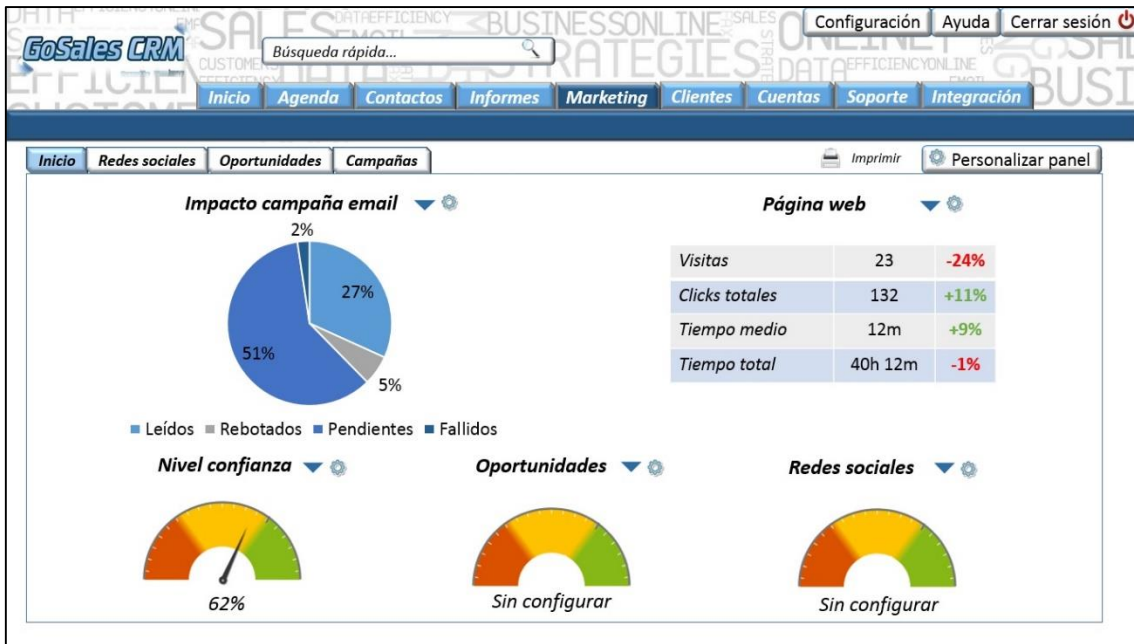 Configuración Ayuda Cerrar sesión
GoSales CRM
Búsqueda rápida...
Inicio Agenda Contactos Informes Marketing Clientes Cuentas Soporte Integración
Inicio Redes sociales Oportunidades Campañas Imprimir Personalizar panel
Impacto campaña email
2%
27%
51%
5%
Leídos Rebotados Pendientes Fallidos
Página web
Visitas 23 -24%
Clicks totales 132 +11%
Tiempo medio 12m +9%
Tiempo total 40h 12m -1%
Nivel confianza
62%
Oportunidades
Sin configurar
Redes sociales
Sin configurar